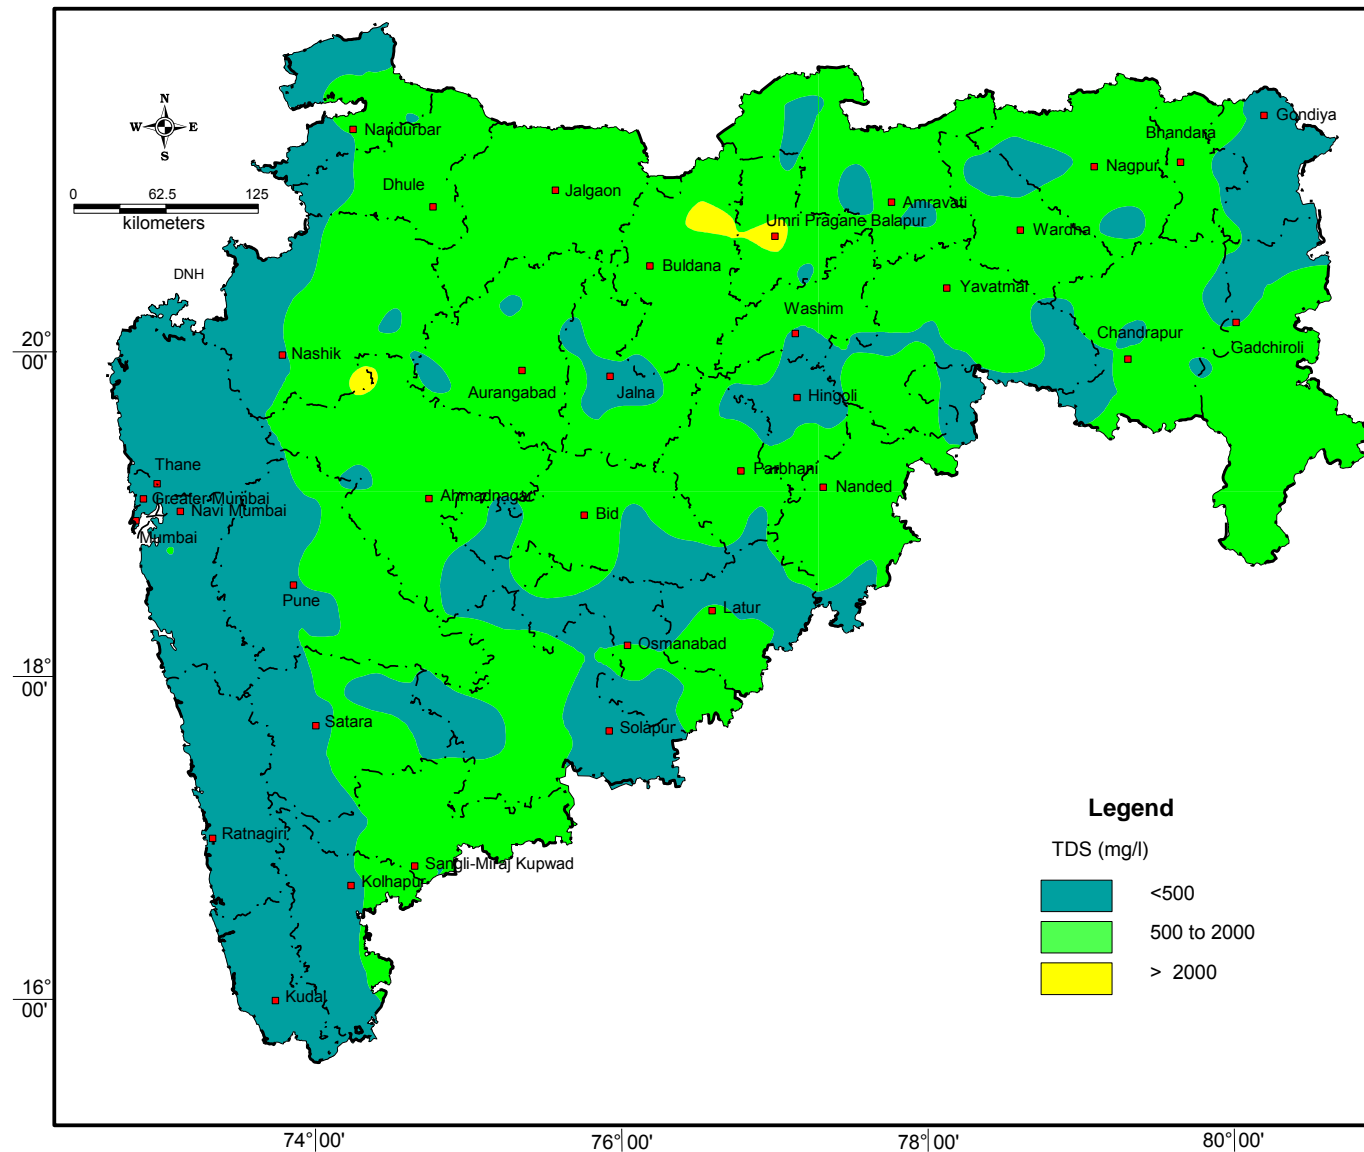 N
W E
S
0 62.5 125
kilometers
Nandurbar
Dhule
Jalgaon
Gondiya
Bhandara
Nagpur
Amravati
Umri Pragane Balapur
Wardha
DNH
Buldana
Yavatmal
Washim
Chandrapur
Gadchiroli
Nashik
Aurangabad
Jalna
Hingoli
Thane
Greater Mumbai
Navi Mumbai
Mumbai
Ahmadnagar
Bid
Parbhani
Nanded
Pune
Latur
Osmanabad
Satara
Solapur
Ratnagiri
Sangli-Miraj Kupwad
Kolhapur
Kudal
20°
00'
18°
00'
16°
00'
74°00'
76°00'
78°00'
80°00'
Legend
TDS (mg/l)
<500
500 to 2000
> 2000